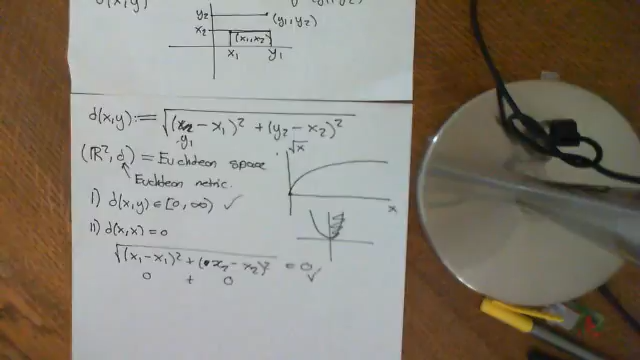 d(x,y)
y₂
(y₁,y₂)
x₂
(x₁,x₂)
x₁
y₁
d(x,y) := √((y₁ - x₁)² + (y₂ - x₂)²)
√x
(ℝ², d) = Euclidean space.
Euclidean metric.
x
i) d(x,y) ∈ [0, ∞) ✓
ii) d(x,x) = 0
√((x₁ - x₁)² + (x₂ - x₂)²) = 0 ✓
0 + 0